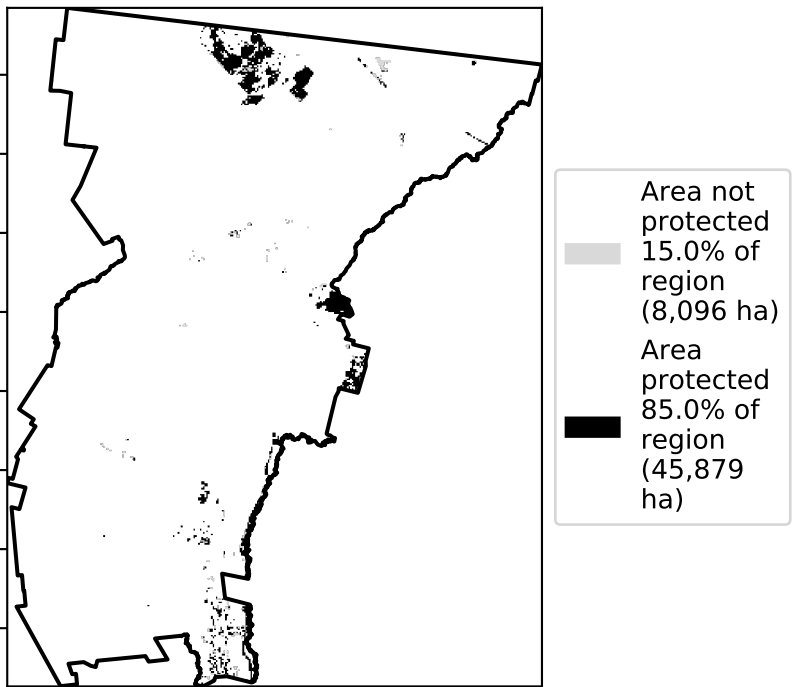 Area not
protected
15.0% of
region
(8,096 ha)
Area
protected
85.0% of
region
(45,879
ha)